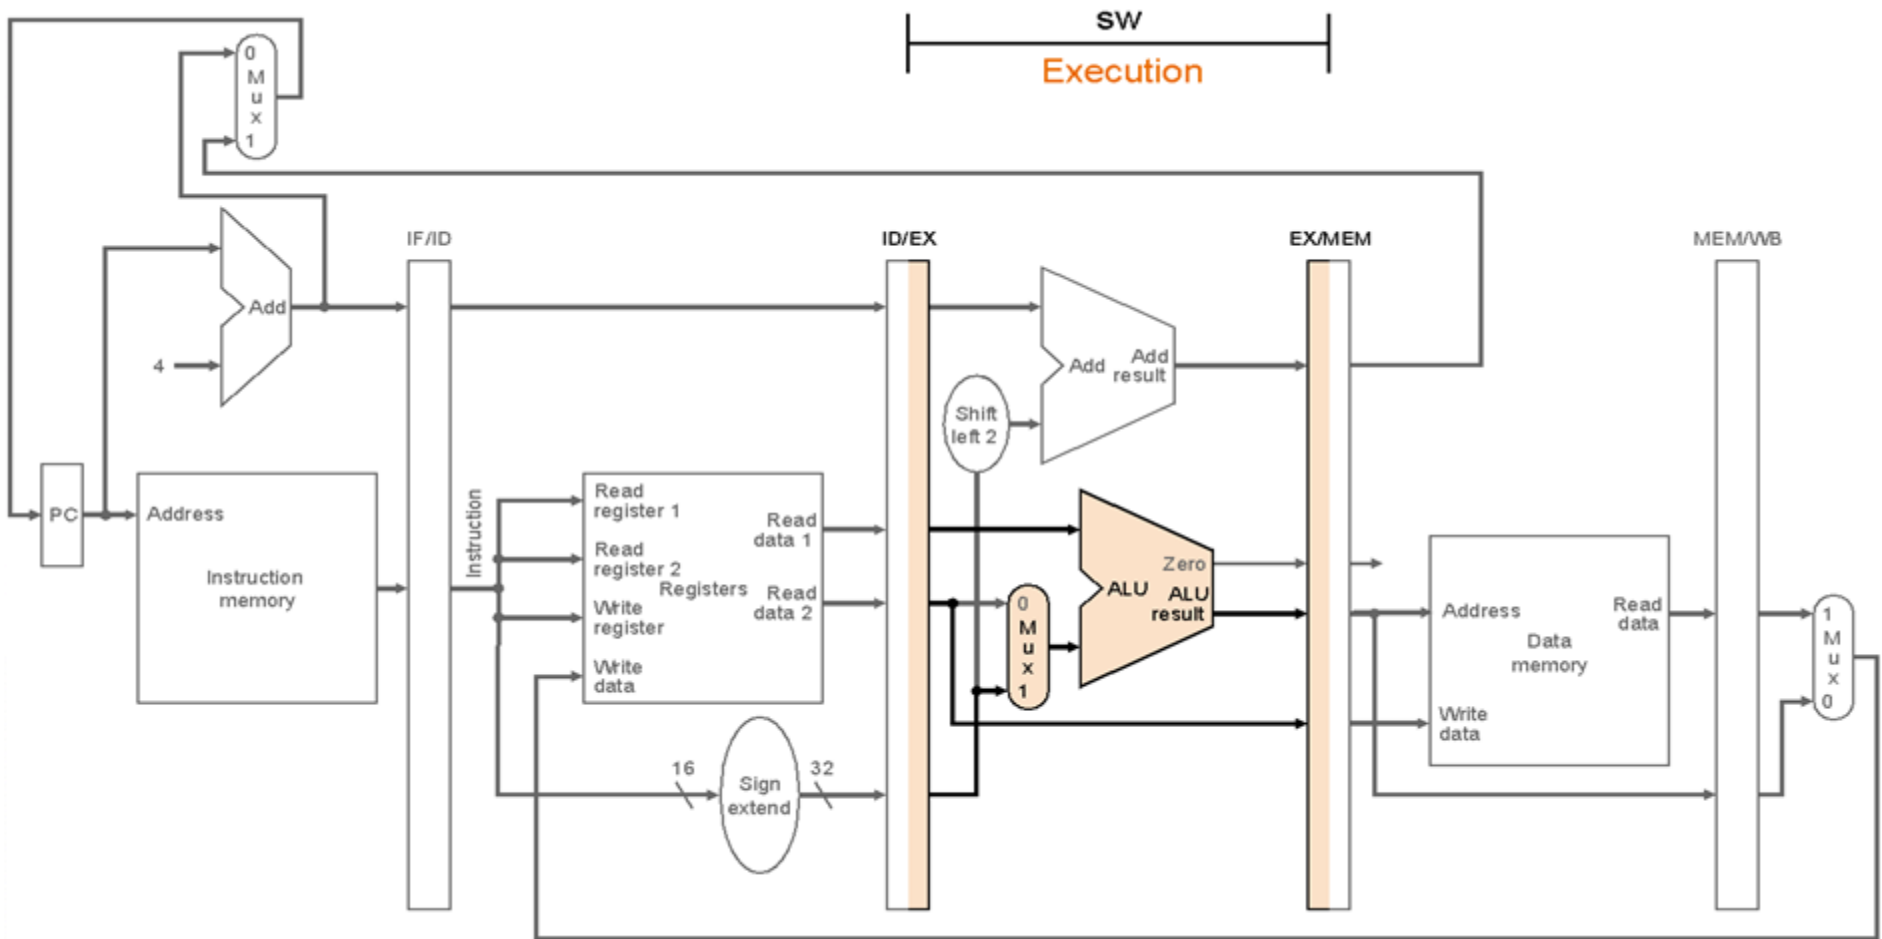 SW
Execution
0
M
u
x
1
IF/ID
ID/EX
EX/MEM
MEM/WB
Add
4
Add
Add
result
Shift
left 2
PC
Address
Instruction
memory
Instruction
Read
register 1
Read
register 2
Write
register
Write
data
Registers
Read
data 1
Read
data 2
16
Sign
extend
32
0
M
u
x
1
Zero
ALU
ALU
result
Address
Read
data
Data
memory
Write
data
1
M
u
x
0